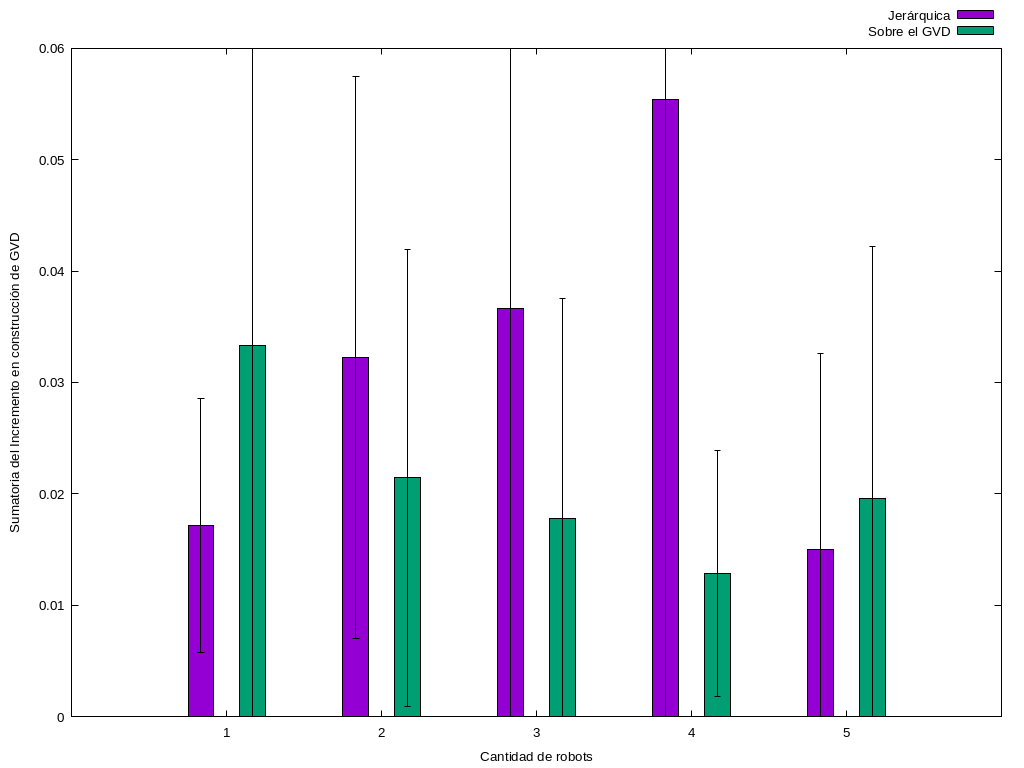 Jerárquica
Sobre el GVD
0.06
0.05
0.04
0.03
0.02
0.01
0
Sumatoria del Incremento en construcción de GVD
1 2 3 4 5
Cantidad de robots